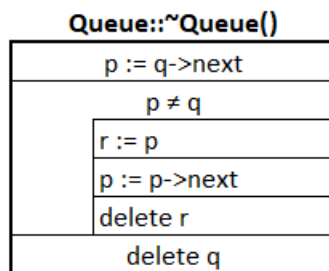 Queue::~Queue()
p := q->next
p ≠ q
r := p
p := p->next
delete r
delete q